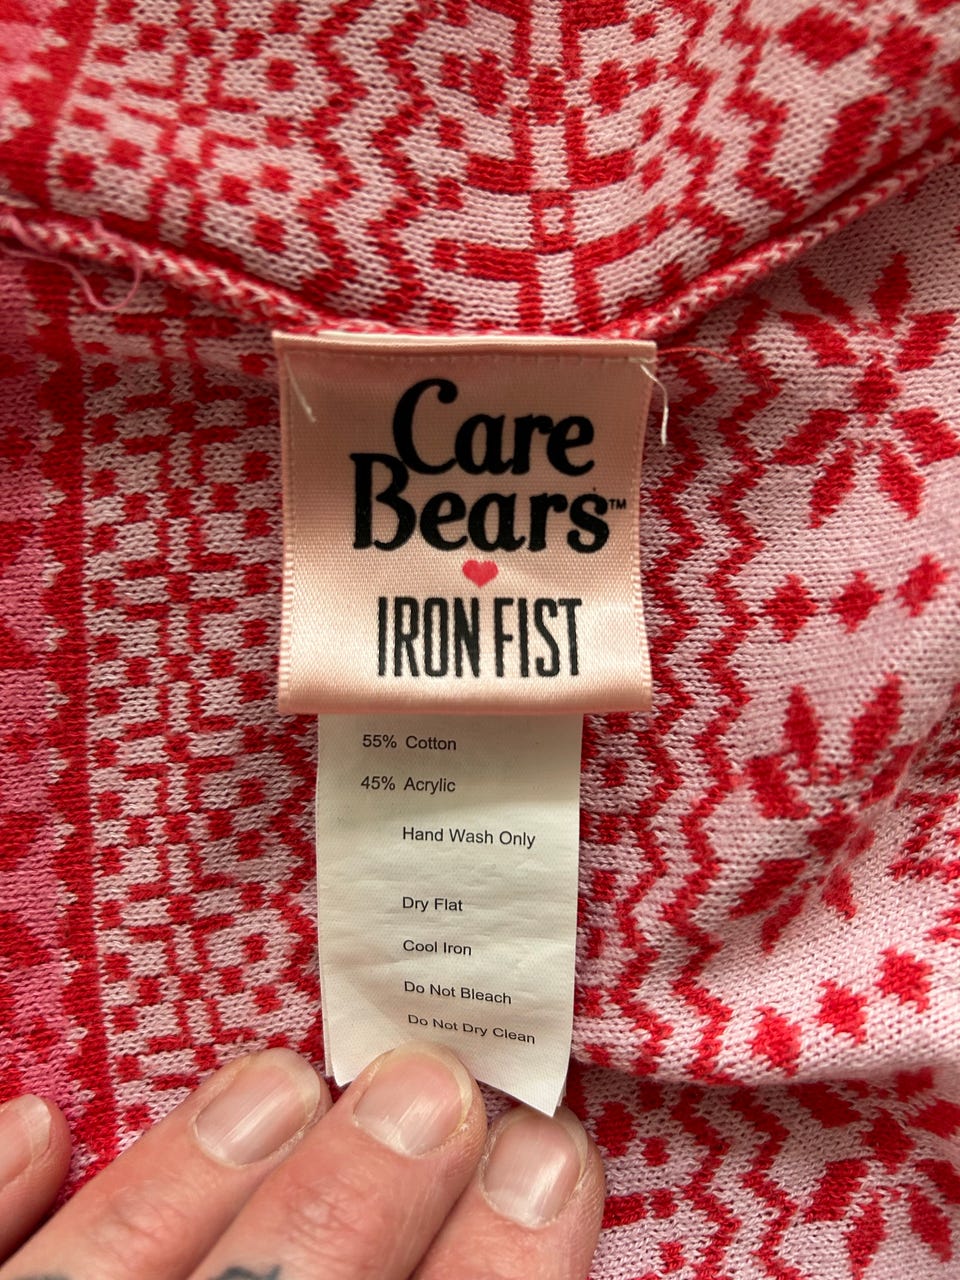 Care
Bears™
IRON FIST
55% Cotton
45% Acrylic
Hand Wash Only
Dry Flat
Cool Iron
Do Not Bleach
Do Not Dry Clean